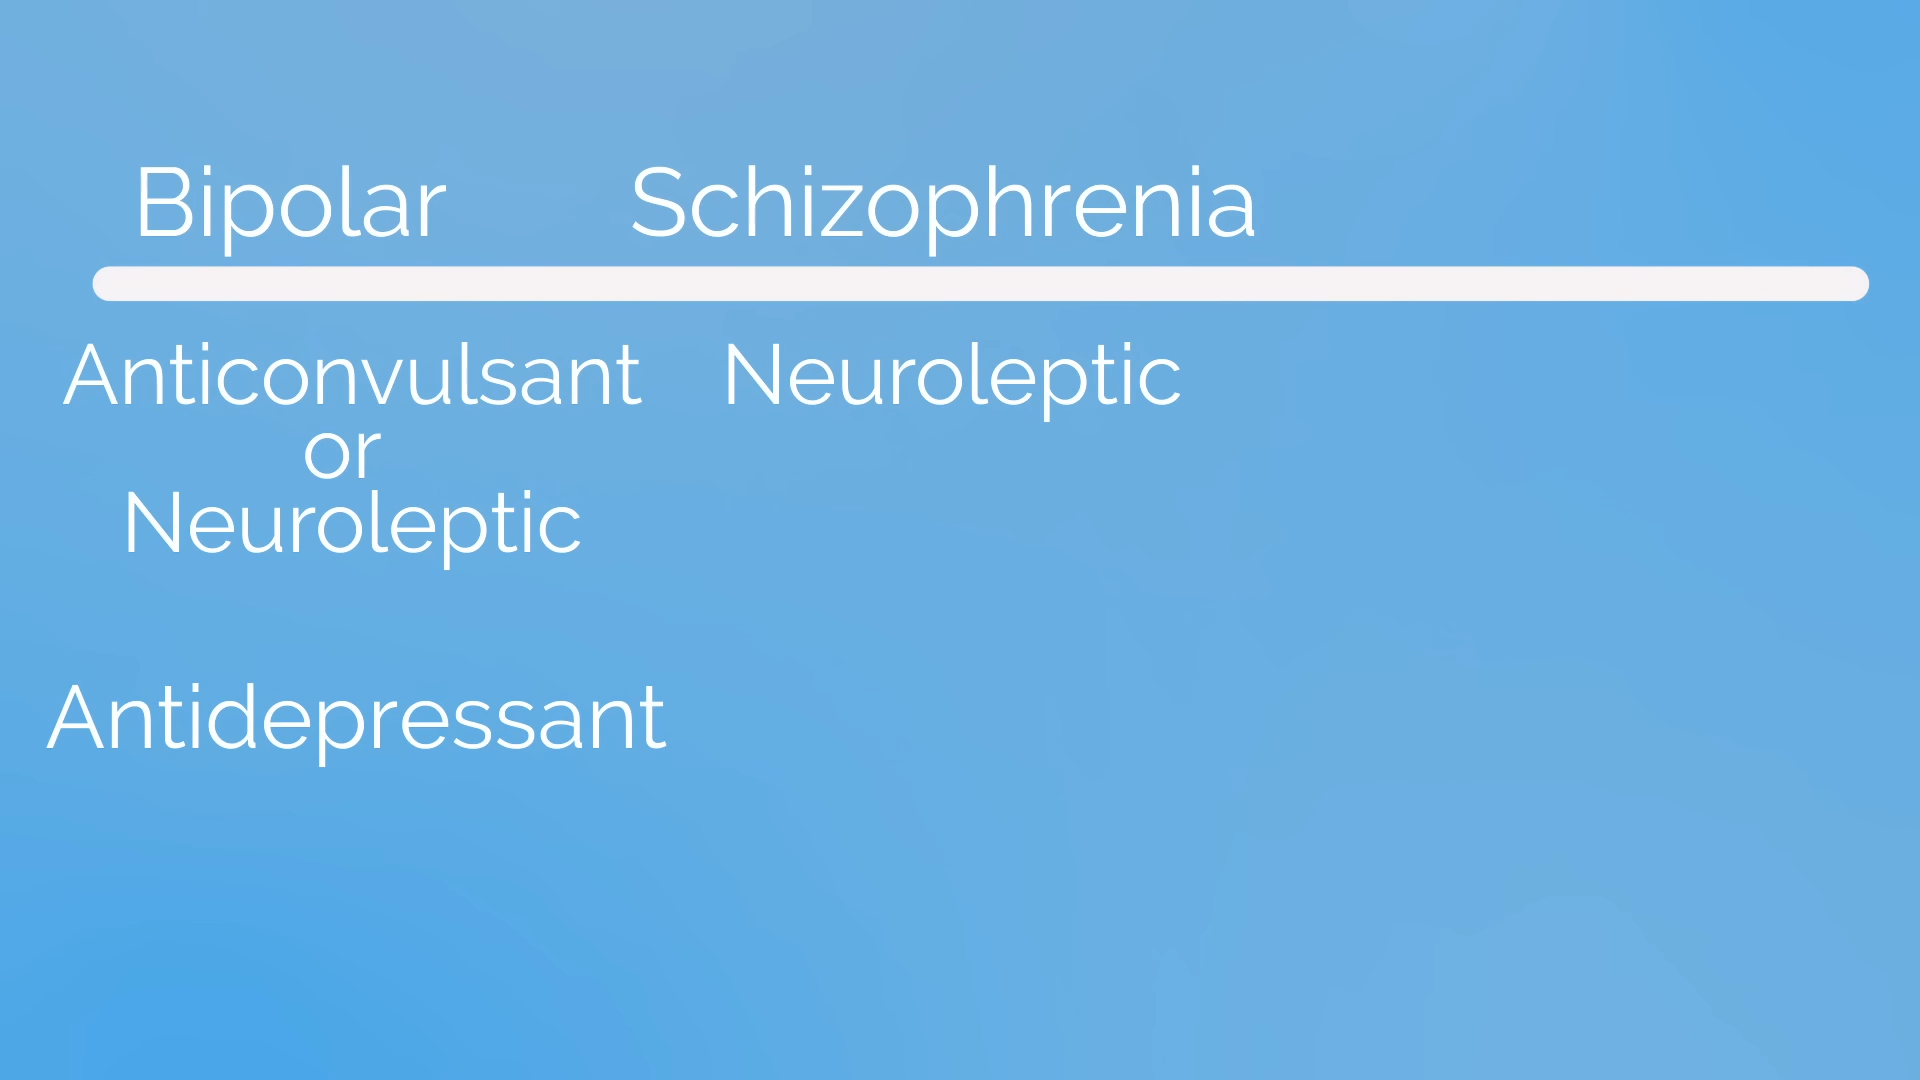 Bipolar Schizophrenia
Anticonvulsant Neuroleptic
or
Neuroleptic
Antidepressant